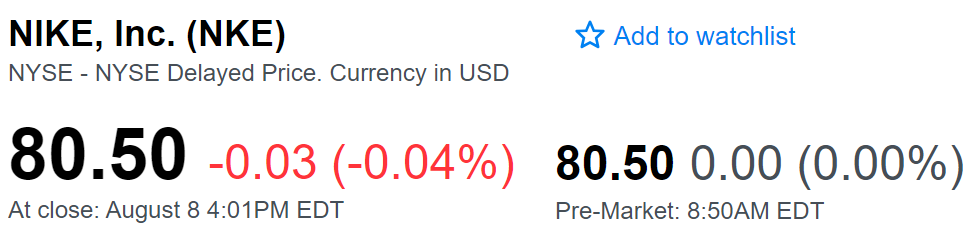 NIKE, Inc. (NKE)
Add to watchlist
NYSE - NYSE Delayed Price. Currency in USD
80.50 -0.03 (-0.04%)
At close: August 8 4:01PM EDT
80.50 0.00 (0.00%)
Pre-Market: 8:50AM EDT